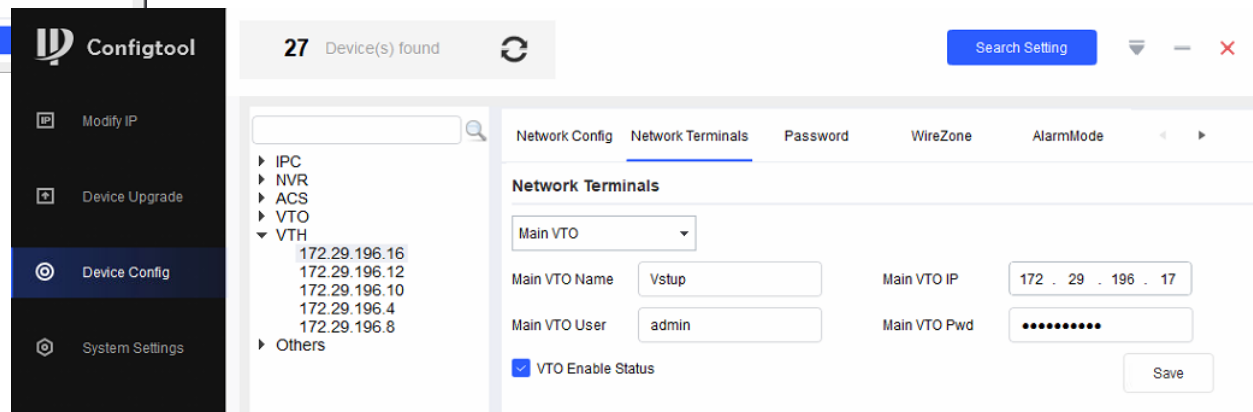 Configtool
27 Device(s) found
Search Setting
IP
Modify IP
Device Upgrade
Device Config
System Settings
IPC
NVR
ACS
VTO
VTH
172.29.196.16
172.29.196.12
172.29.196.10
172.29.196.4
172.29.196.8
Others
Network Config Network Terminals Password WireZone AlarmMode
Network Terminals
Main VTO
Main VTO Name Vstup Main VTO IP 172 . 29 . 196 . 17
Main VTO User admin Main VTO Pwd ••••••••••
VTO Enable Status
Save